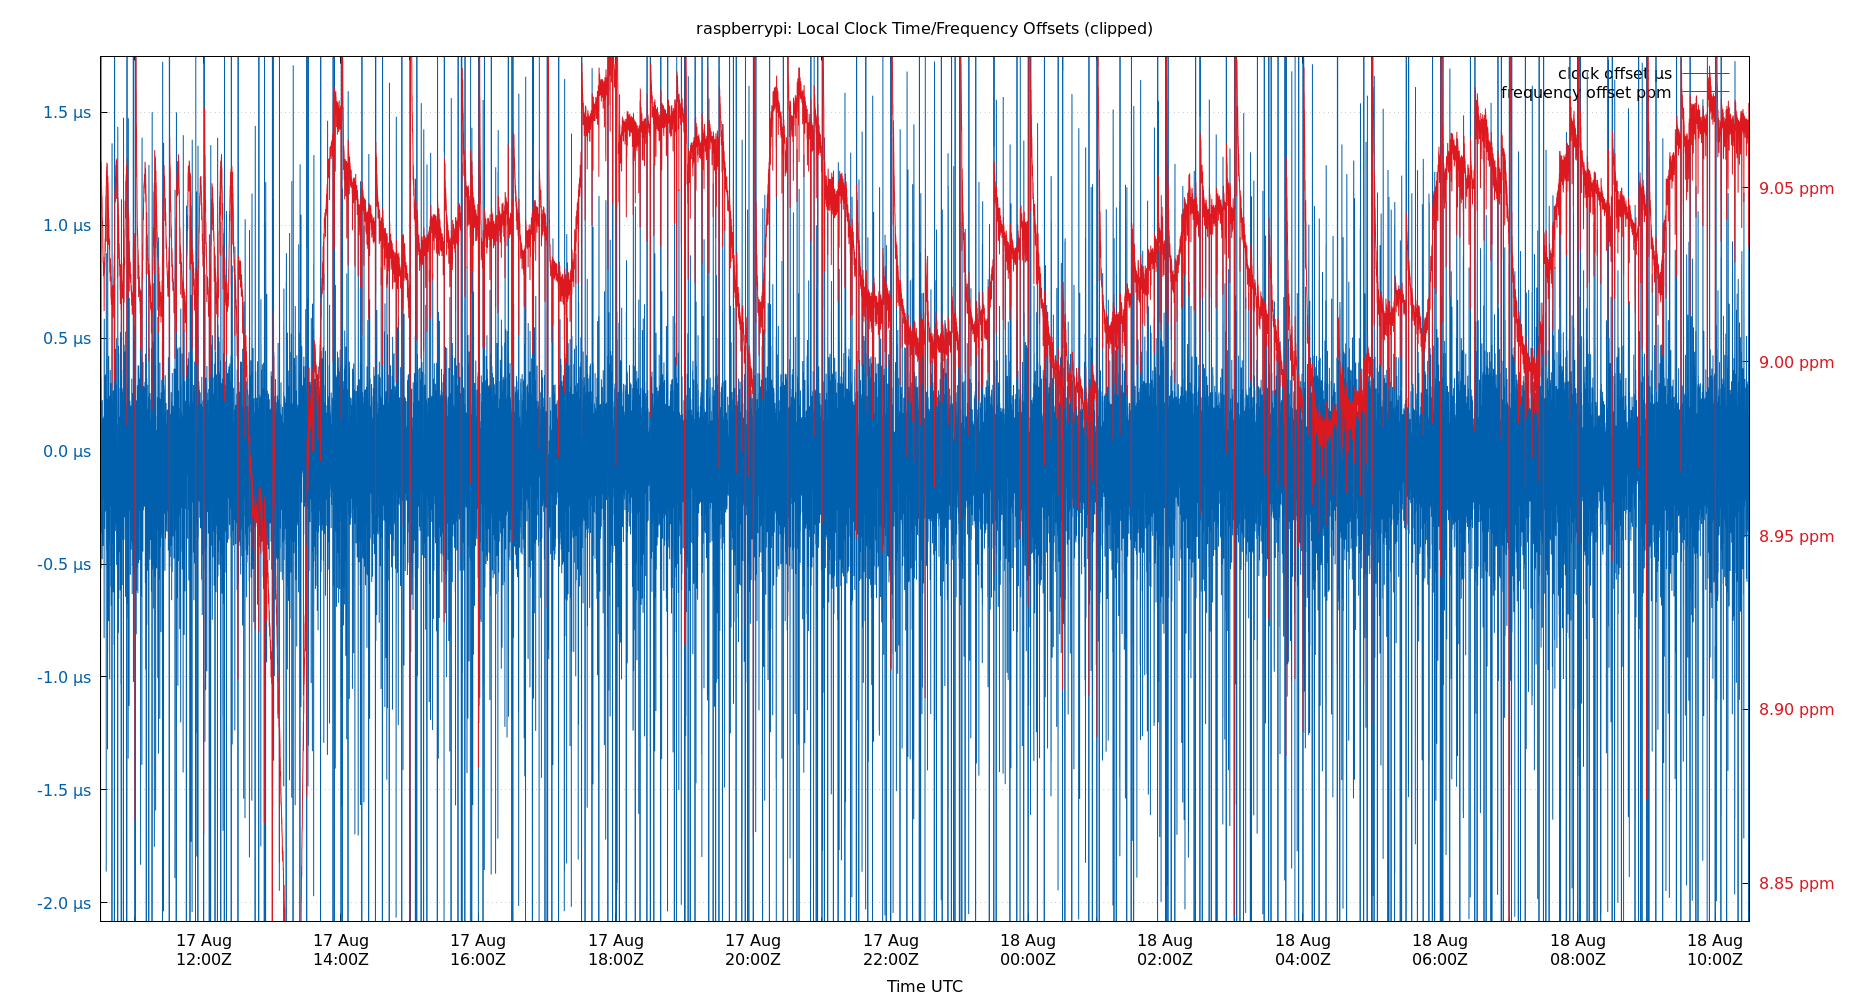 raspberrypi: Local Clock Time/Frequency Offsets (clipped)
clock offset µs
frequency offset ppm
1.5 µs
1.0 µs
0.5 µs
0.0 µs
-0.5 µs
-1.0 µs
-1.5 µs
-2.0 µs
9.05 ppm
9.00 ppm
8.95 ppm
8.90 ppm
8.85 ppm
17 Aug 17 Aug 17 Aug 17 Aug 17 Aug 17 Aug 18 Aug 18 Aug 18 Aug 18 Aug 18 Aug 18 Aug
12:00Z 14:00Z 16:00Z 18:00Z 20:00Z 22:00Z 00:00Z 02:00Z 04:00Z 06:00Z 08:00Z 10:00Z
Time UTC